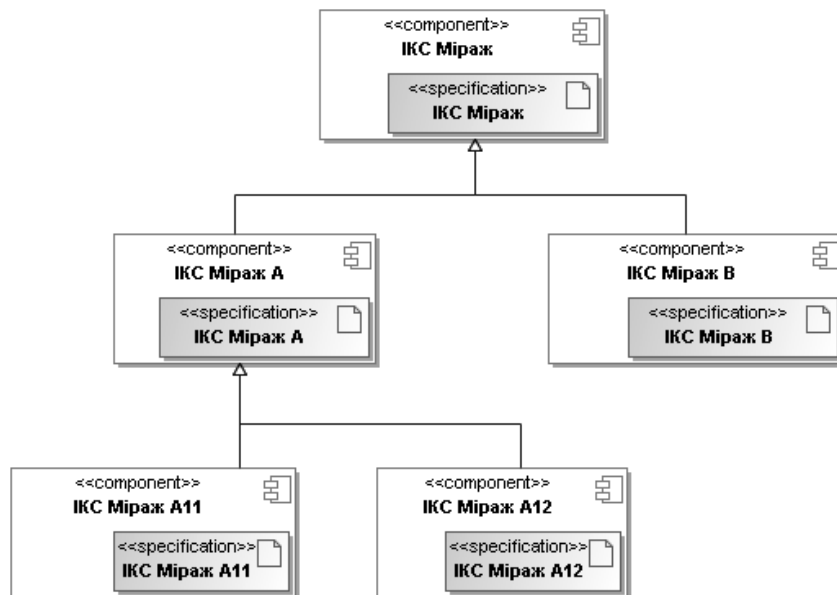 <<component>>
ІКС Міраж
<<specification>>
ІКС Міраж
<<component>>
ІКС Міраж А
<<specification>>
ІКС Міраж А
<<component>>
ІКС Міраж В
<<specification>>
ІКС Міраж В
<<component>>
ІКС Міраж А11
<<specification>>
ІКС Міраж А11
<<component>>
ІКС Міраж А12
<<specification>>
ІКС Міраж А12